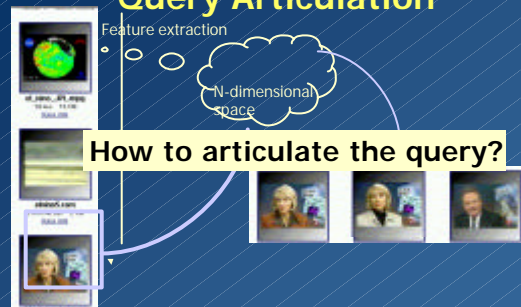 Query Articulation
Feature extraction
N-dimensional
space
How to articulate the query?